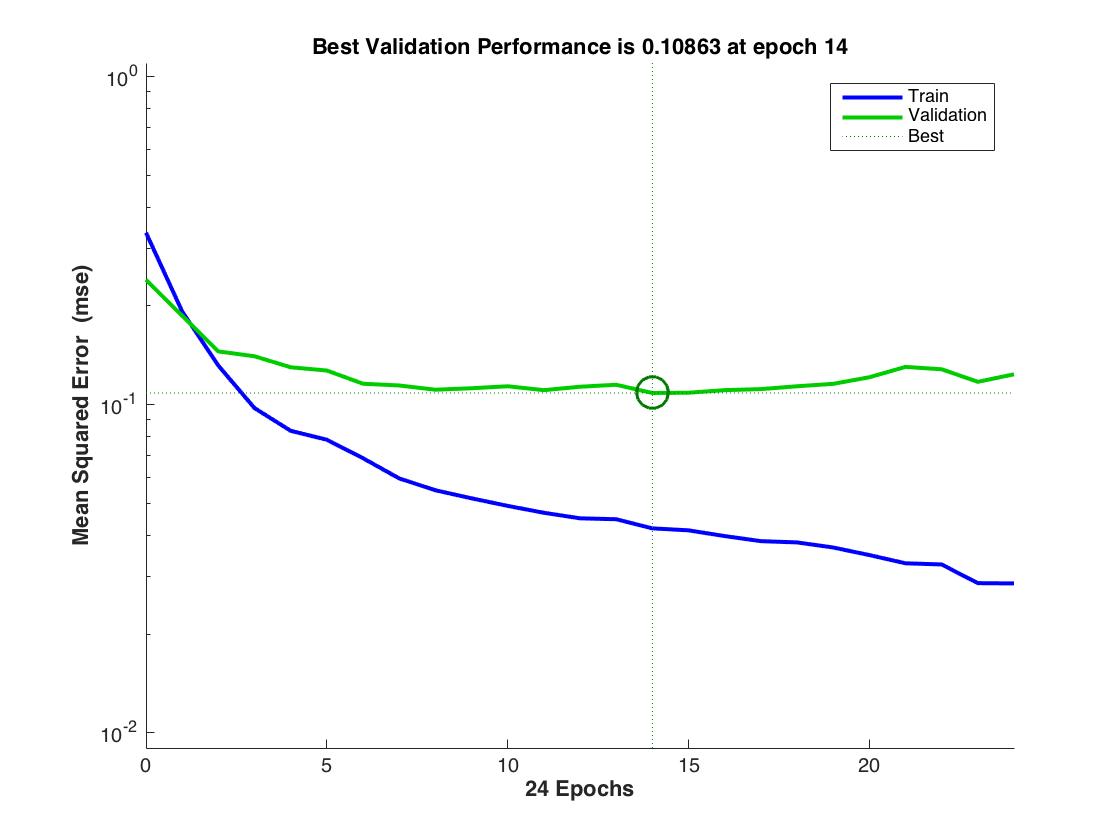 Best Validation Performance is 0.10863 at epoch 14
10^0
Train
Validation
Best
Mean Squared Error (mse)
10^-1
10^-2
0 5 10 15 20
24 Epochs